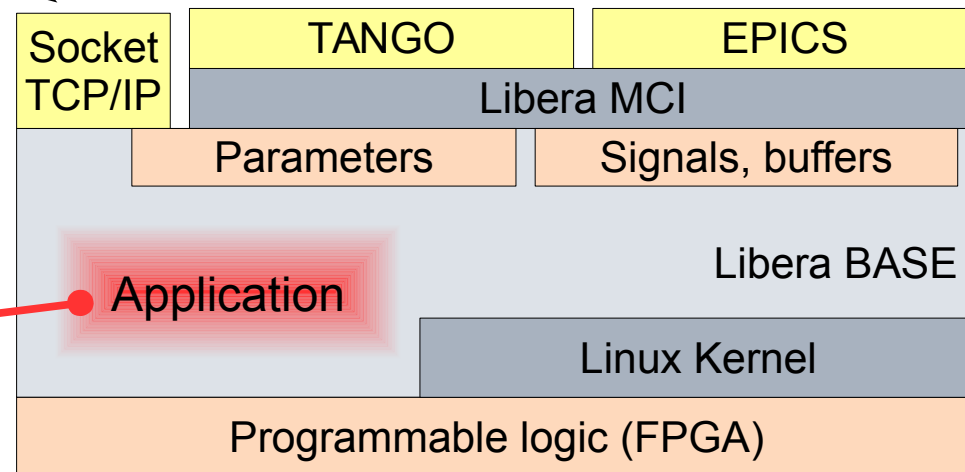 Socket
TCP/IP
TANGO
EPICS
Libera MCI
Parameters
Signals, buffers
Libera BASE
Application
Linux Kernel
Programmable logic (FPGA)